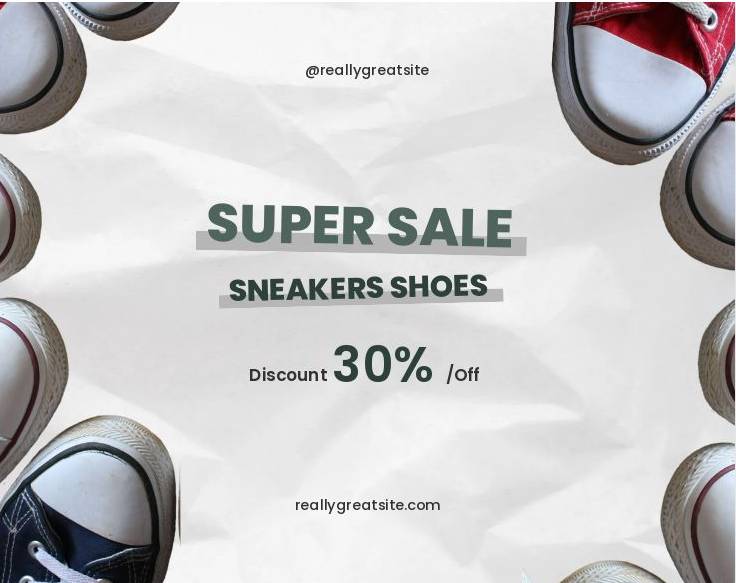 @reallygreatsite
SUPER SALE
SNEAKERS SHOES
Discount 30% /Off
reallygreatsite.com